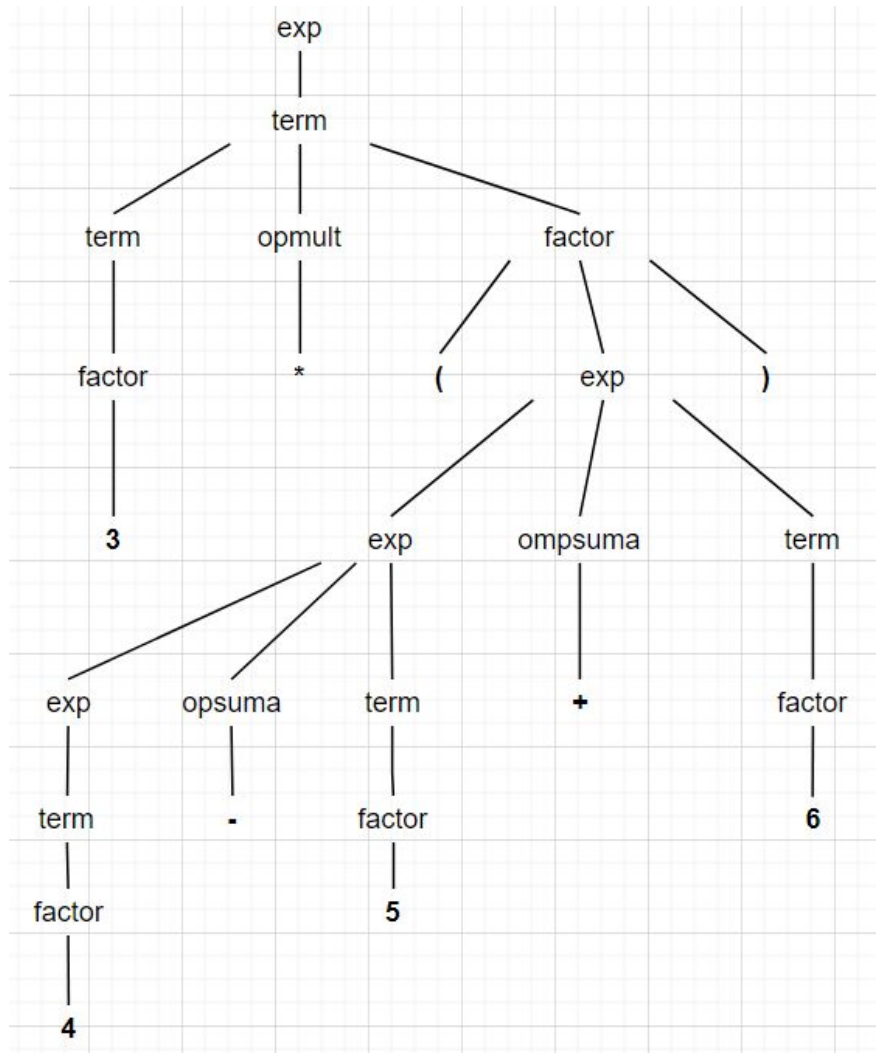 exp
term
term opmult factor
factor * ( exp )
3 exp ompsuma term
exp opsuma term + factor
term - factor 6
factor 5
4